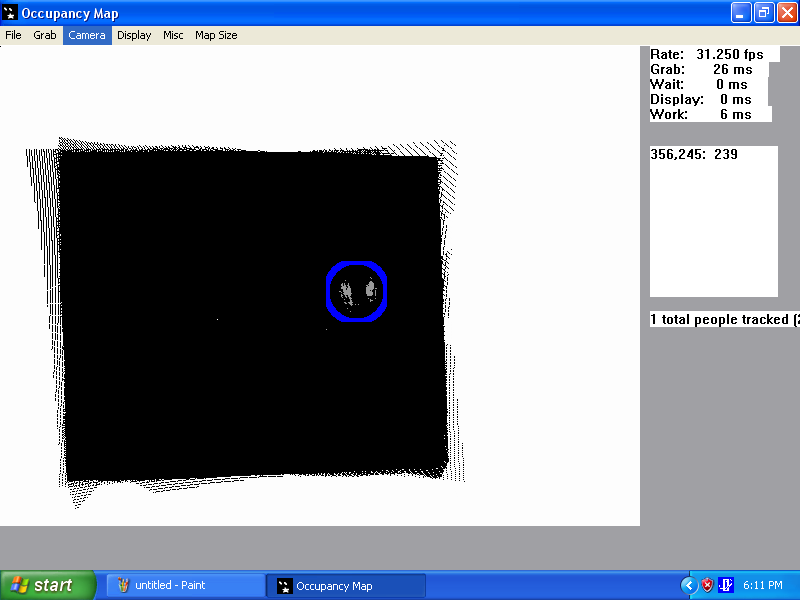 Occupancy Map
File Grab Camera Display Misc Map Size
Rate: 31.250 fps
Grab: 26 ms
Wait: 0 ms
Display: 0 ms
Work: 6 ms
356,245: 239
1 total people tracked (2
start
untitled - Paint
Occupancy Map
6:11 PM